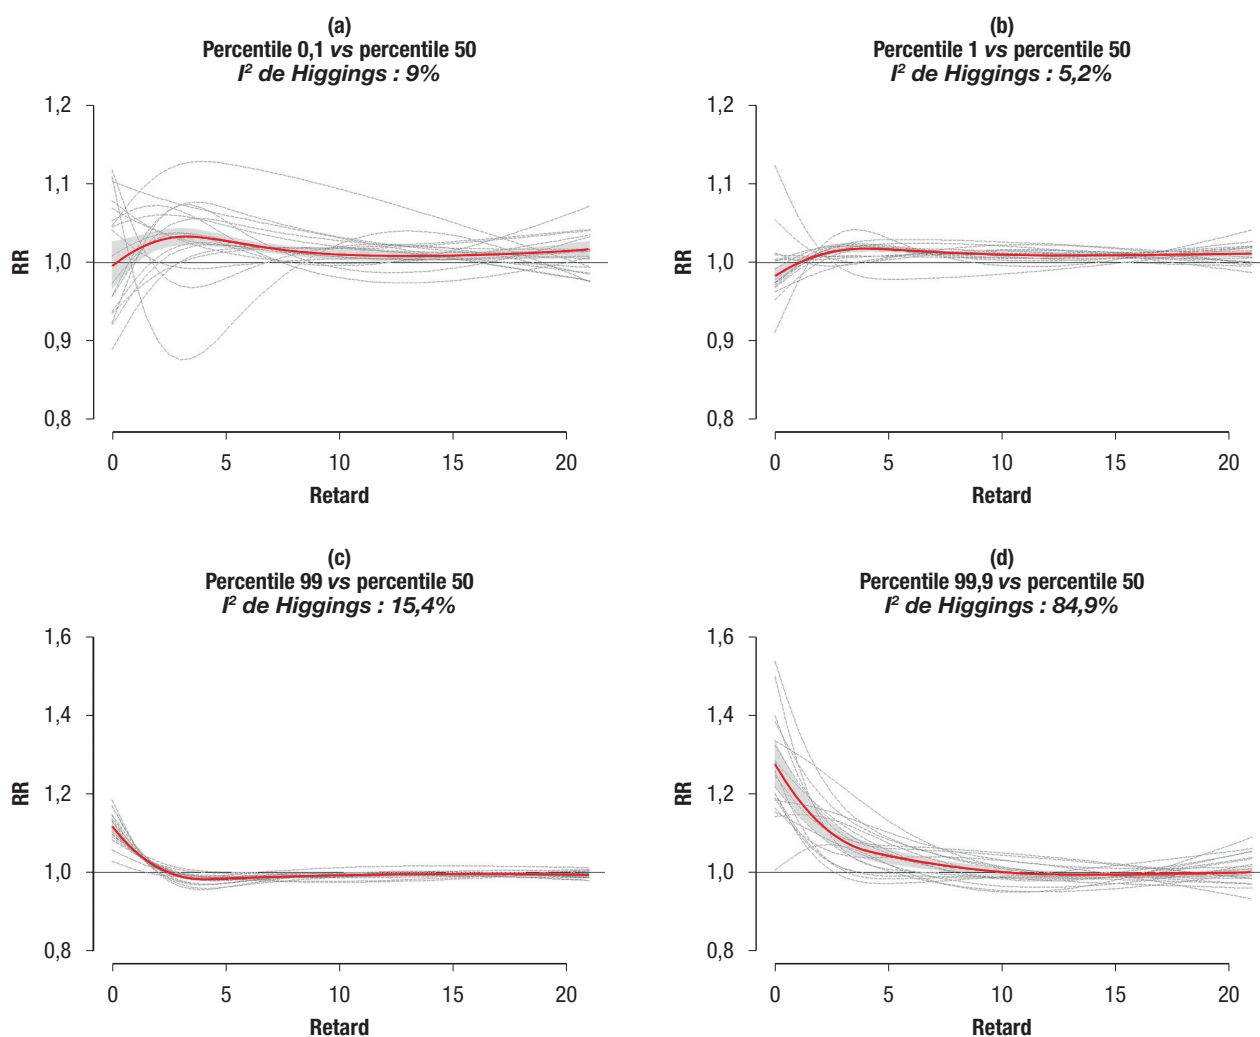 (a)
Percentile 0,1 vs percentile 50
I² de Higgings : 9%
1,2
1,1
1,0
0,9
0,8
RR
0 5 10 15 20
Retard
(b)
Percentile 1 vs percentile 50
I² de Higgings : 5,2%
1,2
1,1
1,0
0,9
0,8
RR
0 5 10 15 20
Retard
(c)
Percentile 99 vs percentile 50
I² de Higgings : 15,4%
1,6
1,4
1,2
1,0
0,8
RR
0 5 10 15 20
Retard
(d)
Percentile 99,9 vs percentile 50
I² de Higgings : 84,9%
1,6
1,4
1,2
1,0
0,8
RR
0 5 10 15 20
Retard